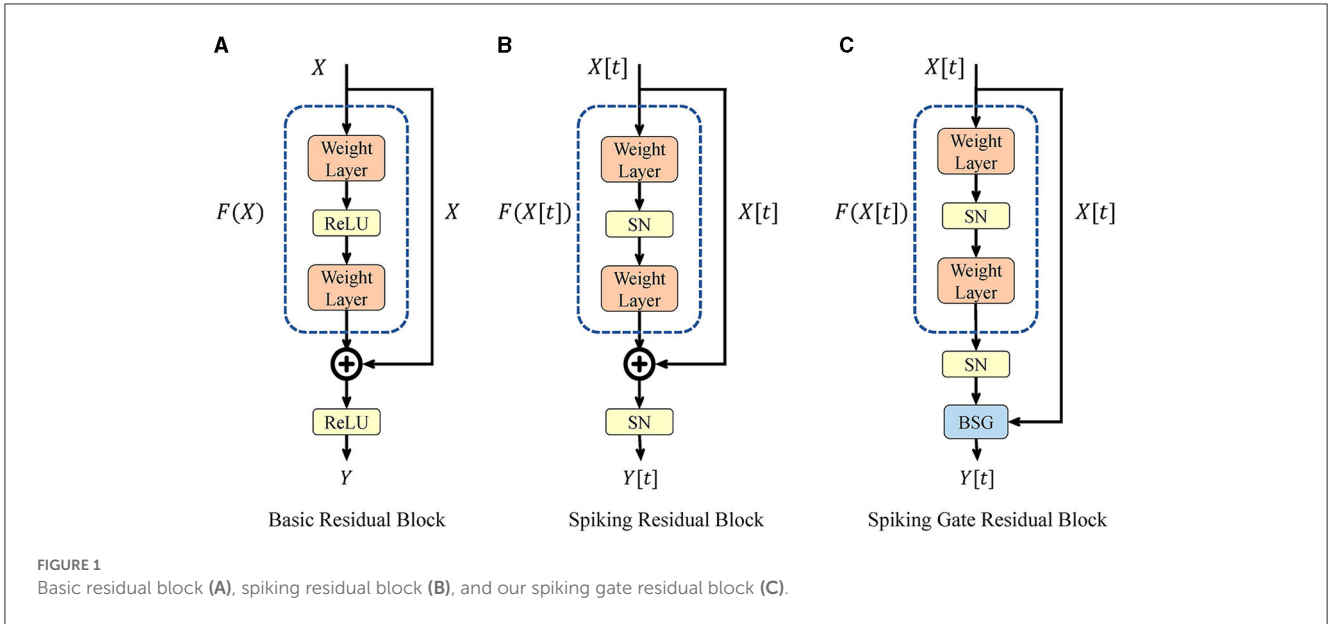 A
X
Weight
Layer
F(X)
ReLU
X
Weight
Layer
ReLU
Y
Basic Residual Block
B
X[t]
Weight
Layer
F(X[t])
SN
X[t]
Weight
Layer
SN
Y[t]
Spiking Residual Block
C
X[t]
Weight
Layer
F(X[t])
SN
X[t]
Weight
Layer
SN
BSG
Y[t]
Spiking Gate Residual Block
FIGURE 1
Basic residual block (A), spiking residual block (B), and our spiking gate residual block (C).